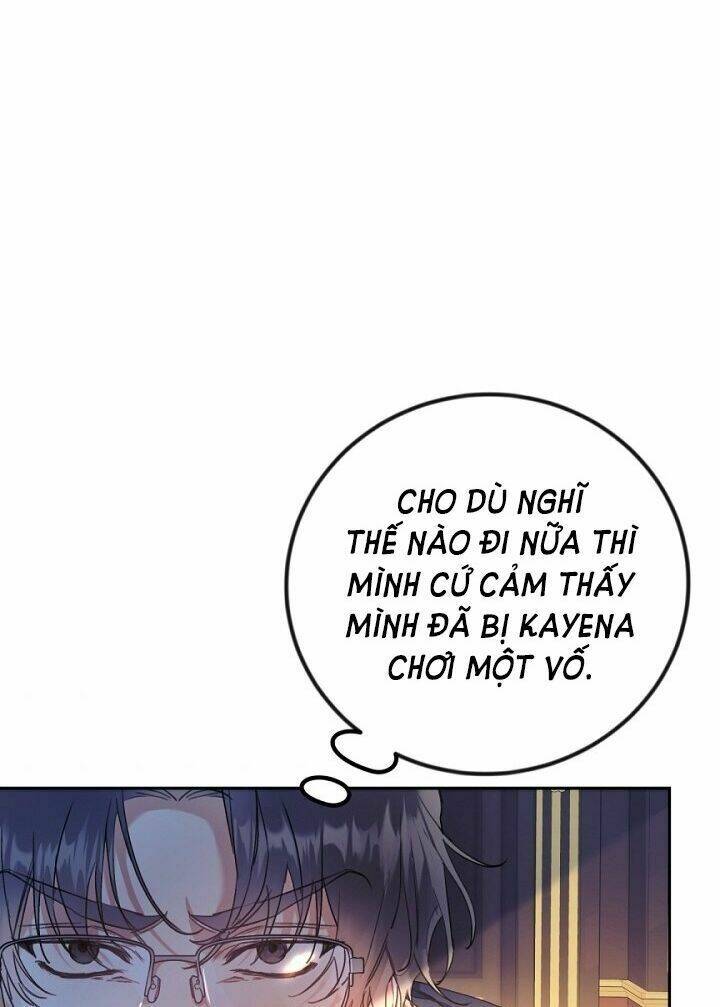 CHO DÙ NGHĨ
THẾ NÀO ĐI NỮA THÌ
MÌNH CỨ CẢM THẤY
MÌNH ĐÃ BỊ KAYENA
CHƠI MỘT VỐ.